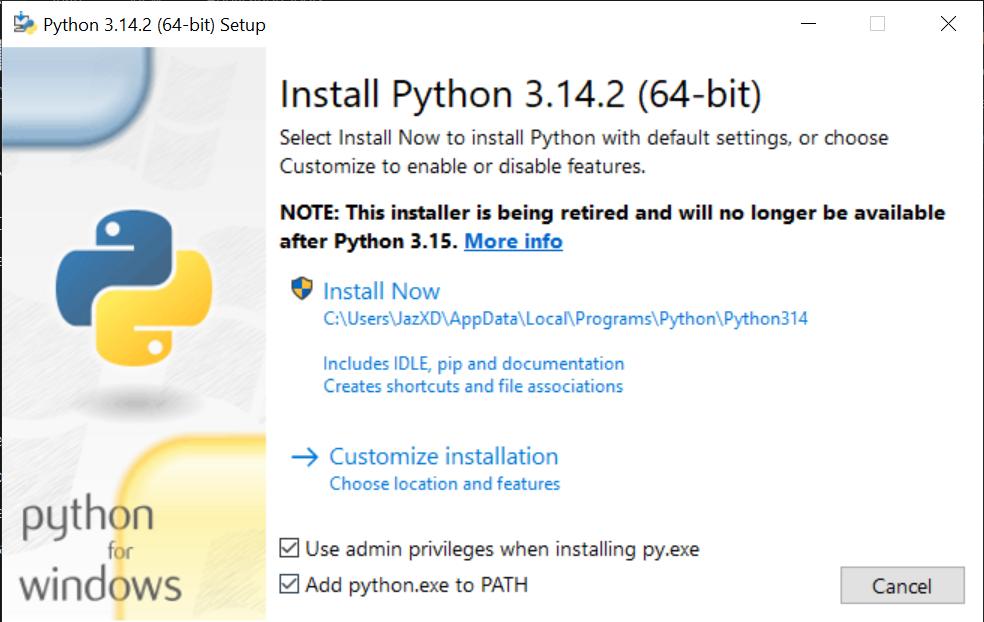 Python 3.14.2 (64-bit) Setup
Install Python 3.14.2 (64-bit)
Select Install Now to install Python with default settings, or choose
Customize to enable or disable features.
NOTE: This installer is being retired and will no longer be available
after Python 3.15. More info
Install Now
C:\Users\JazXD\AppData\Local\Programs\Python\Python314
Includes IDLE, pip and documentation
Creates shortcuts and file associations
Customize installation
Choose location and features
Use admin privileges when installing py.exe
Add python.exe to PATH
Cancel
python
for
windows